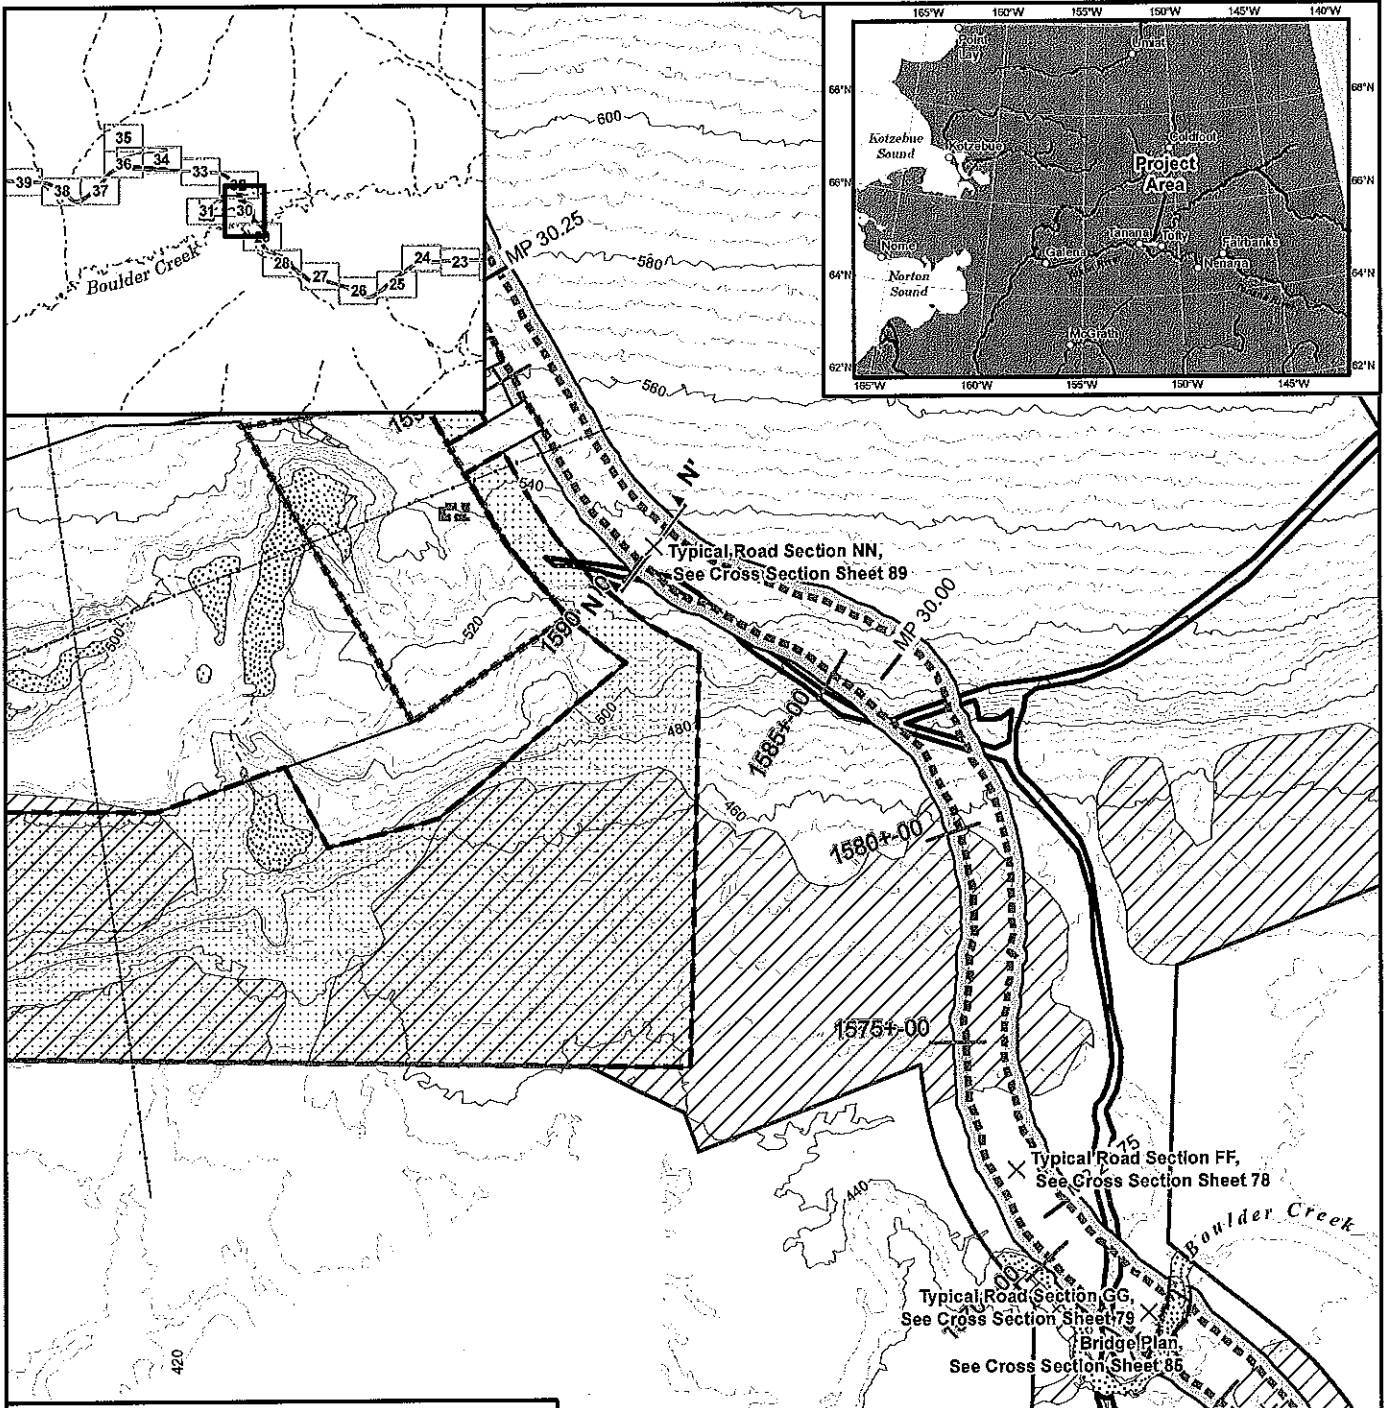 35
36
34
33
39
38
37
31
30
28
27
26
25
24
23
Boulder Creek
165°W
160°W
155°W
150°W
145°W
140°W
Point
Lay
Umiat
68°N
68°N
Kotzebue
Sound
Kotzebue
Coldfoot
Project
Area
66°N
66°N
Nome
Norton
Sound
Galena
Tanana
Tofty
Fairbanks
Nenana
64°N
64°N
McGrath
62°N
62°N
165°W
160°W
155°W
150°W
145°W
600
MP 30.25
580
560
540
N'
Typical Road Section NN,
See Cross Section Sheet 89
N
1590
MP 30.00
520
500
500
480
1585+00
460
1580+00
1575+00
Typical Road Section FF,
See Cross Section Sheet 78
75
440
Boulder Creek
Typical Road Section GG,
See Cross Section Sheet 79
Bridge Plan,
See Cross Section Sheet 85
420